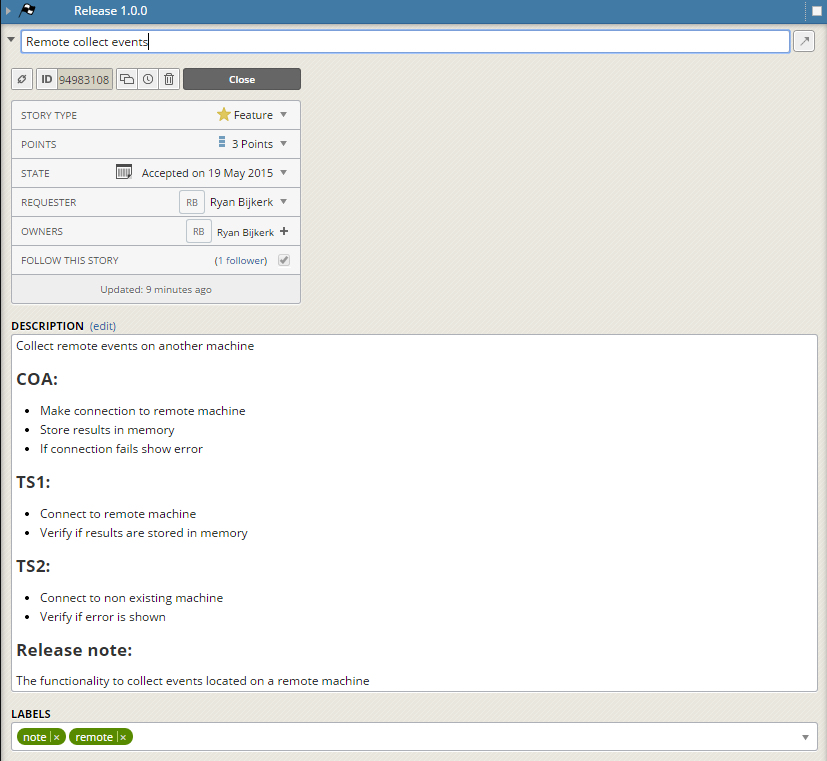 Release 1.0.0
Remote collect events
ID 94983108 Close
STORY TYPE Feature
POINTS 3 Points
STATE Accepted on 19 May 2015
REQUESTER RB Ryan Bijkerk
OWNERS RB Ryan Bijkerk +
FOLLOW THIS STORY (1 follower)
Updated: 9 minutes ago
DESCRIPTION (edit)
Collect remote events on another machine
COA:
• Make connection to remote machine
• Store results in memory
• If connection fails show error
TS1:
• Connect to remote machine
• Verify if results are stored in memory
TS2:
• Connect to non existing machine
• Verify if error is shown
Release note:
The functionality to collect events located on a remote machine
LABELS
note | × remote | ×